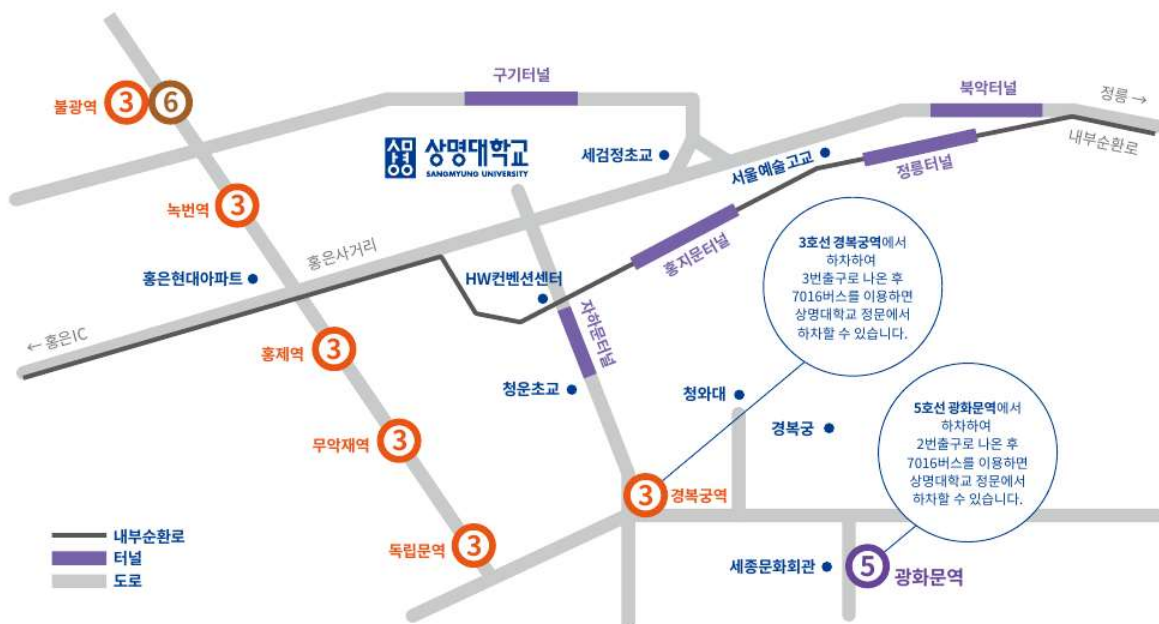 구기터널
북악터널
정릉 →
불광역
3
6
내부순환로
상명대학교
SANGMYUNG UNIVERSITY
세검정초교
서울예술고교
정릉터널
녹번역
3
홍은사거리
홍지문터널
3호선 경복궁역에서
하차하여
3번출구로 나온 후
7016버스를 이용하면
상명대학교 정문에서
하차할 수 있습니다.
홍은현대아파트
HW컨벤션센터
← 홍은IC
자하문터널
홍제역
3
청운초교
청와대
5호선 광화문역에서
하차하여
2번출구로 나온 후
7016버스를 이용하면
상명대학교 정문에서
하차할 수 있습니다.
무악재역
3
경복궁
3
경복궁역
내부순환로
터널
도로
독립문역
3
세종문화회관
5
광화문역